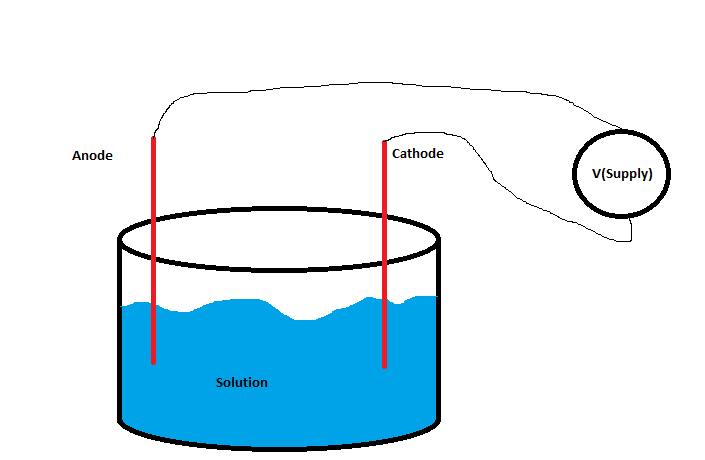 Anode
Cathode
V(Supply)
Solution